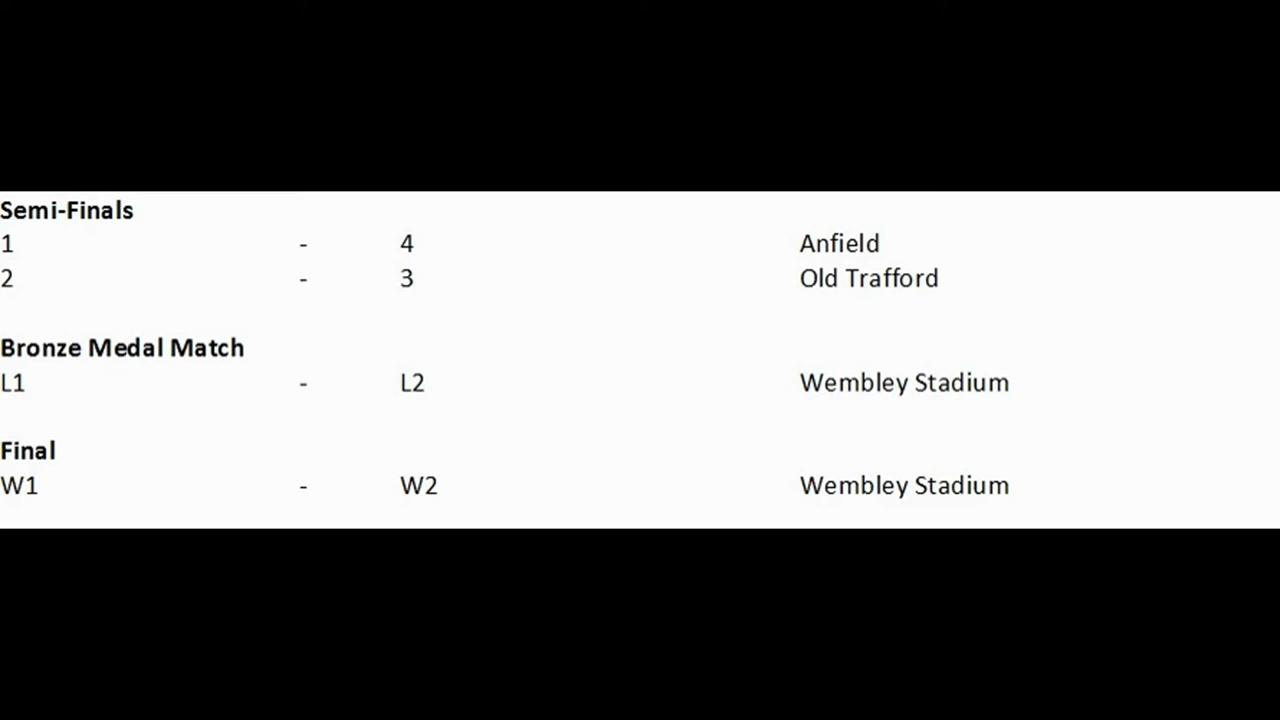 Semi-Finals
1 - 4 Anfield
2 - 3 Old Trafford
Bronze Medal Match
L1 - L2 Wembley Stadium
Final
W1 - W2 Wembley Stadium